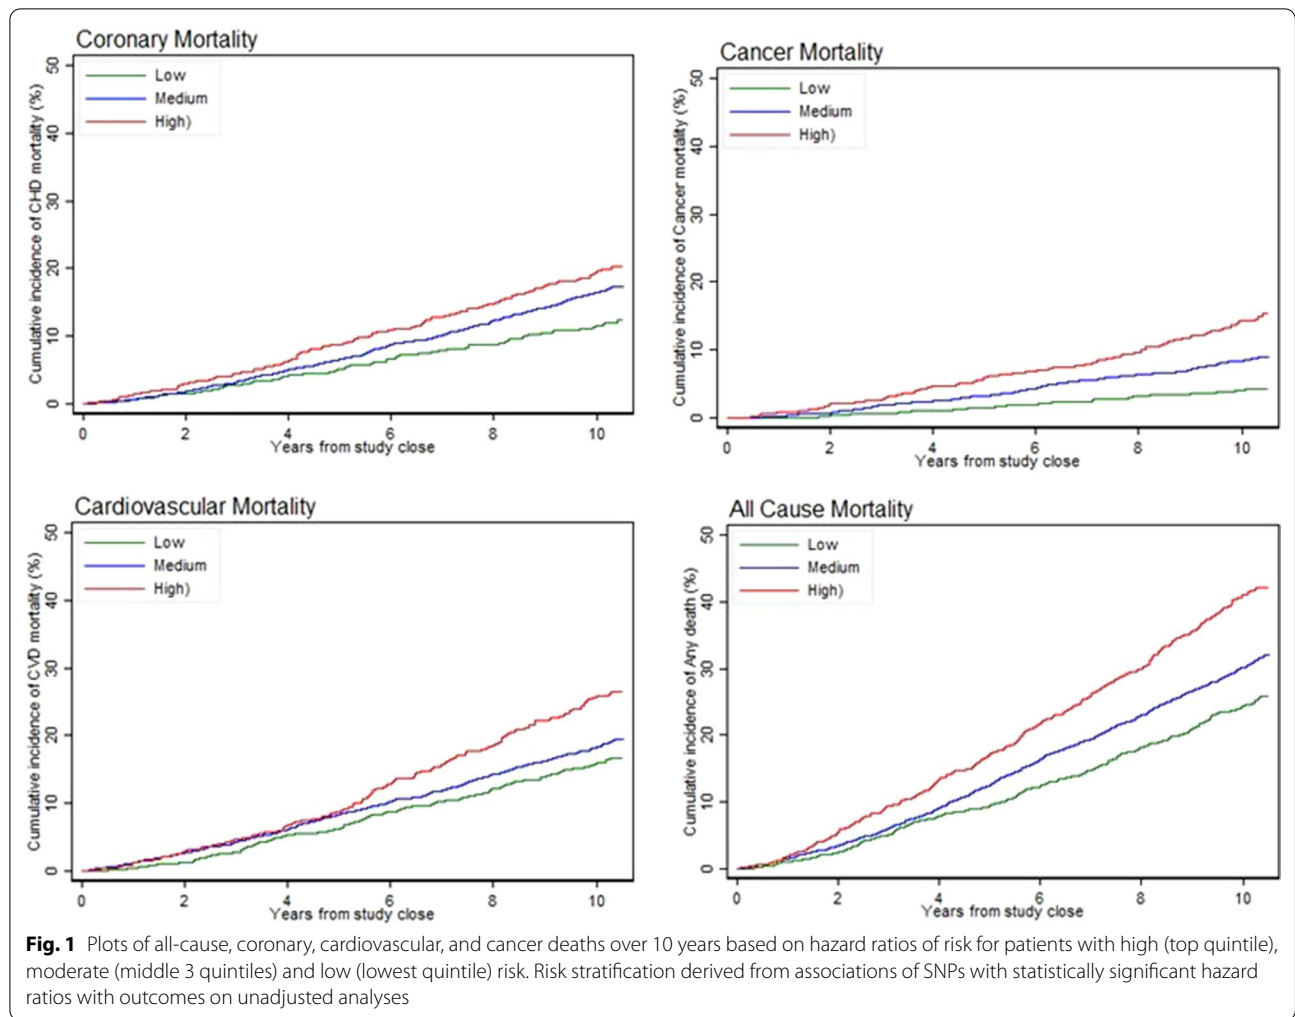 Coronary Mortality
Low
Medium
High)
Cumulative incidence of CHD mortality (%)
50
40
30
20
10
0
0 2 4 6 8 10
Years from study close
Cancer Mortality
Low
Medium
High)
Cumulative incidence of Cancer mortality (%)
50
40
30
20
10
0
0 2 4 6 8 10
Years from study close
Cardiovascular Mortality
Low
Medium
High)
Cumulative incidence of CVD mortality (%)
50
40
30
20
10
0
0 2 4 6 8 10
Years from study close
All Cause Mortality
Low
Medium
High)
Cumulative incidence of Any death (%)
50
40
30
20
10
0
0 2 4 6 8 10
Years from study close
Fig. 1 Plots of all-cause, coronary, cardiovascular, and cancer deaths over 10 years based on hazard ratios of risk for patients with high (top quintile),
moderate (middle 3 quintiles) and low (lowest quintile) risk. Risk stratification derived from associations of SNPs with statistically significant hazard
ratios with outcomes on unadjusted analyses